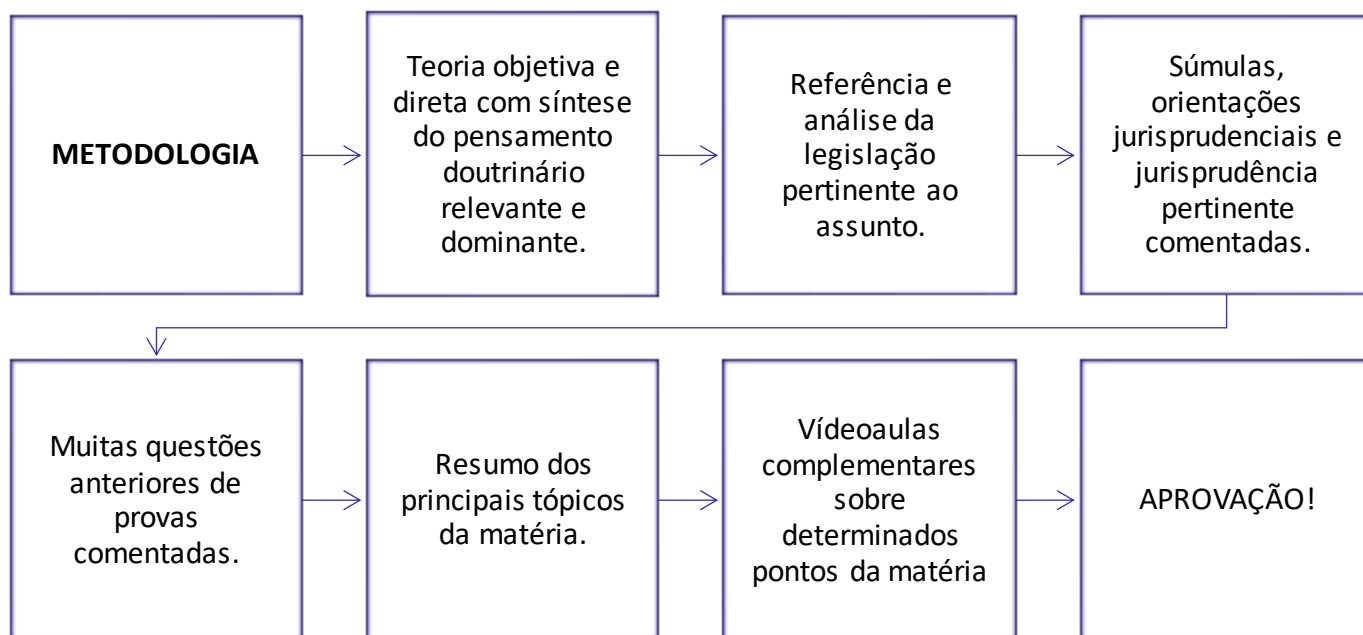 METODOLOGIA
Teoria objetiva e
direta com síntese
do pensamento
doutrinário
relevante e
dominante.
Referência e
análise da
legislação
pertinente ao
assunto.
Súmulas,
orientações
jurisprudenciais e
jurisprudência
pertinente
comentadas.
Muitas questões
anteriores de
provas
comentadas.
Resumo dos
principais tópicos
da matéria.
Vídeoaulas
complementares
sobre
determinados
pontos da matéria
APROVAÇÃO!